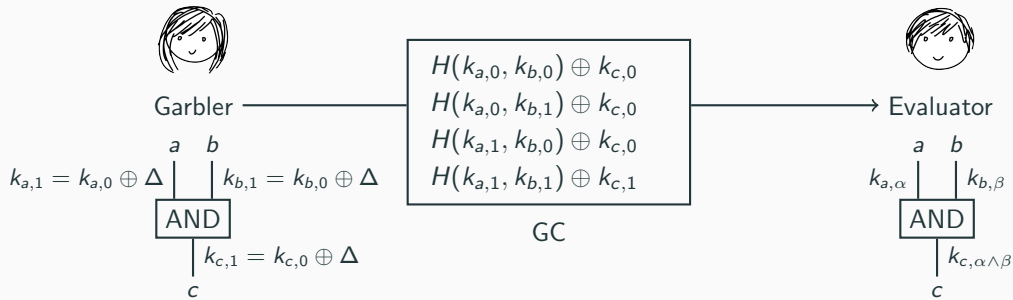 H(k_{a,0}, k_{b,0}) ⊕ k_{c,0}
H(k_{a,0}, k_{b,1}) ⊕ k_{c,0}
H(k_{a,1}, k_{b,0}) ⊕ k_{c,0}
H(k_{a,1}, k_{b,1}) ⊕ k_{c,1}
GC
Garbler
a b
k_{a,1} = k_{a,0} ⊕ Δ
k_{b,1} = k_{b,0} ⊕ Δ
AND
k_{c,1} = k_{c,0} ⊕ Δ
c
Evaluator
a b
k_{a,α}
k_{b,β}
AND
k_{c,α∧β}
c